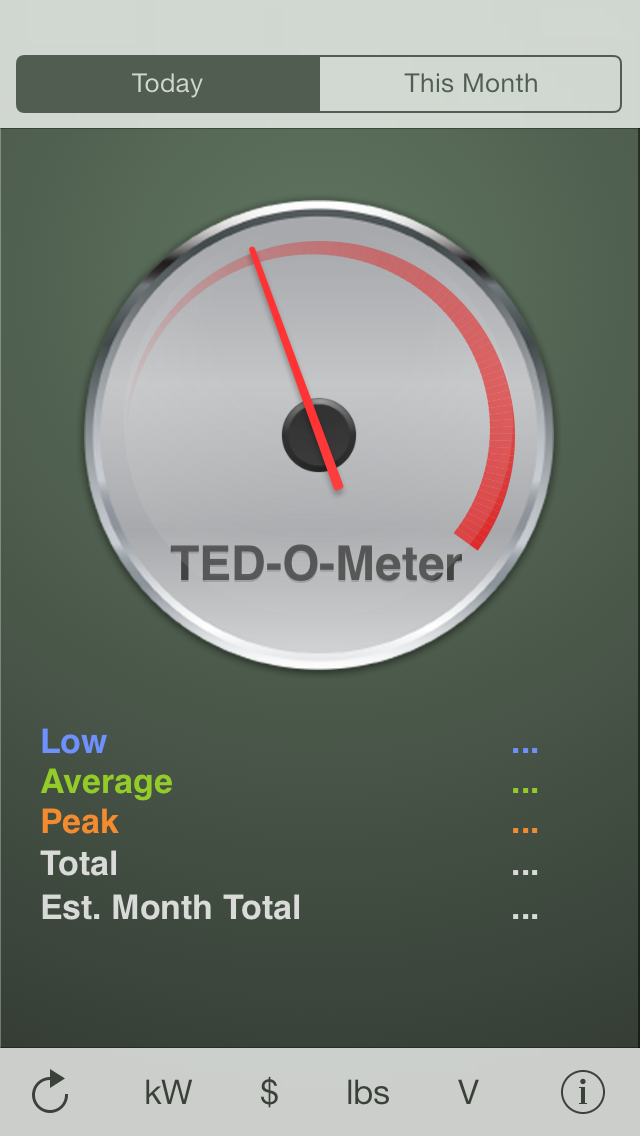 Today This Month
TED-O-Meter
Low ...
Average ...
Peak ...
Total ...
Est. Month Total ...
kW $ lbs V i